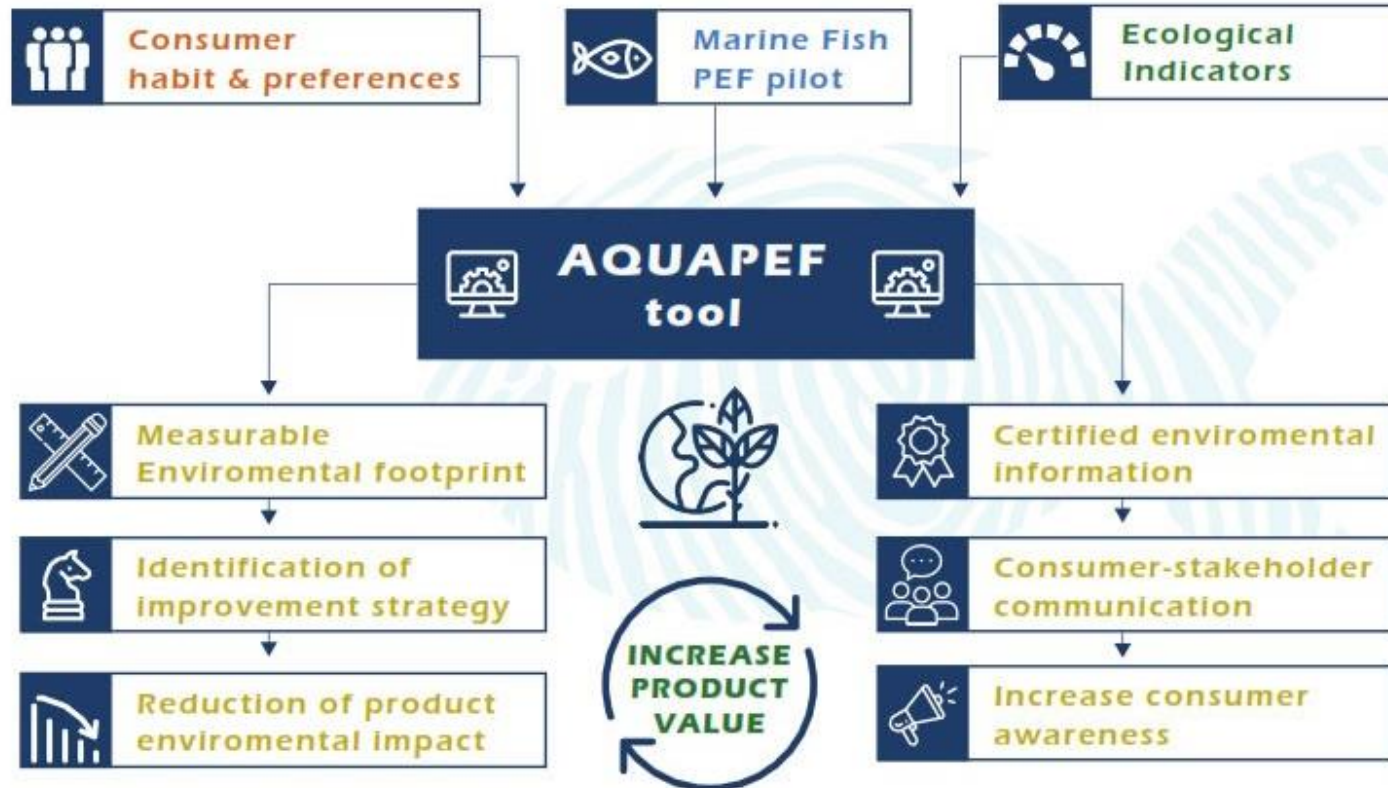 Consumer
habit & preferences
Marine Fish
PEF pilot
Ecological
Indicators
AQUAPEF
tool
Measurable
Enviromental footprint
Identification of
improvement strategy
Reduction of product
enviromental impact
INCREASE
PRODUCT
VALUE
Certified enviromental
information
Consumer-stakeholder
communication
Increase consumer
awareness